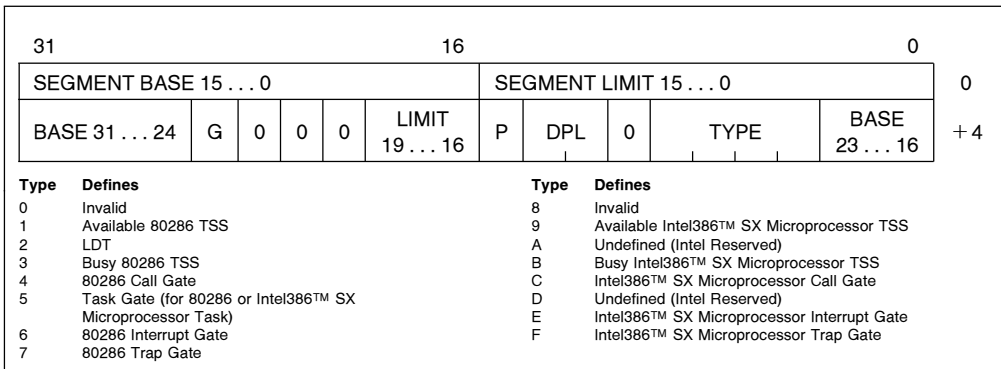 31 16 0
SEGMENT BASE 15 . . . 0 SEGMENT LIMIT 15 . . . 0 0
BASE 31 . . . 24 G 0 0 0 LIMIT 19 . . . 16 P DPL 0 TYPE BASE 23 . . . 16 +4
Type Defines
0 Invalid
1 Available 80286 TSS
2 LDT
3 Busy 80286 TSS
4 80286 Call Gate
5 Task Gate (for 80286 or Intel386™ SX
Microprocessor Task)
6 80286 Interrupt Gate
7 80286 Trap Gate
Type Defines
8 Invalid
9 Available Intel386™ SX Microprocessor TSS
A Undefined (Intel Reserved)
B Busy Intel386™ SX Microprocessor TSS
C Intel386™ SX Microprocessor Call Gate
D Undefined (Intel Reserved)
E Intel386™ SX Microprocessor Interrupt Gate
F Intel386™ SX Microprocessor Trap Gate